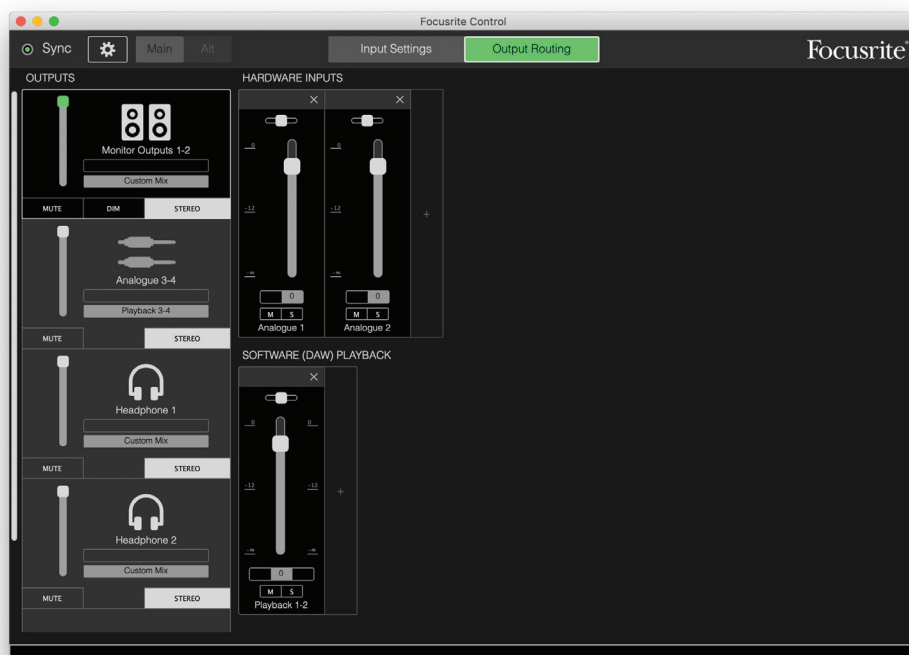 Focusrite Control
Sync Main Alt Input Settings Output Routing Focusrite®
OUTPUTS
Monitor Outputs 1-2
Custom Mix
MUTE DIM STEREO
Analogue 3-4
Playback 3-4
MUTE STEREO
Headphone 1
Custom Mix
MUTE STEREO
Headphone 2
Custom Mix
MUTE STEREO
HARDWARE INPUTS
0
-12
-∞
0
M S
Analogue 1
0
-12
-∞
0
M S
Analogue 2
+
SOFTWARE (DAW) PLAYBACK
0 0
-12 -12
-∞ -∞
0
M S
Playback 1-2
+